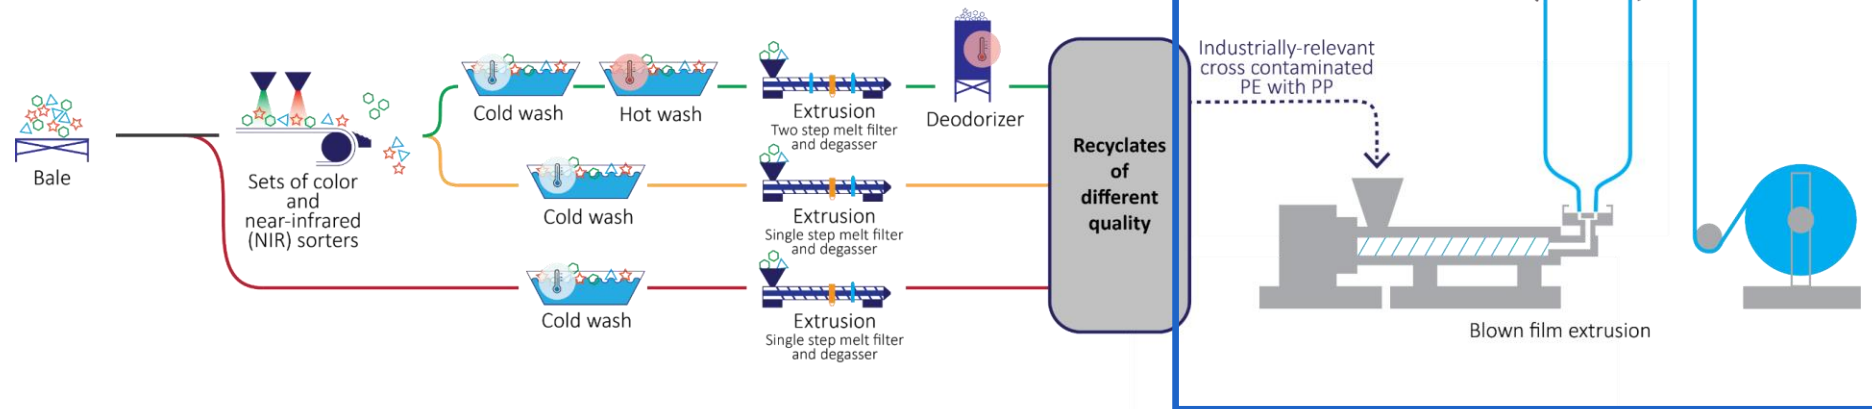 Bale
Sets of color
and
near-infrared
(NIR) sorters
Cold wash
Hot wash
Extrusion
Two step melt filter
and degasser
Deodorizer
Cold wash
Extrusion
Single step melt filter
and degasser
Cold wash
Extrusion
Single step melt filter
and degasser
Recyclates
of
different
quality
Industrially-relevant
cross contaminated
PE with PP
Blown film extrusion